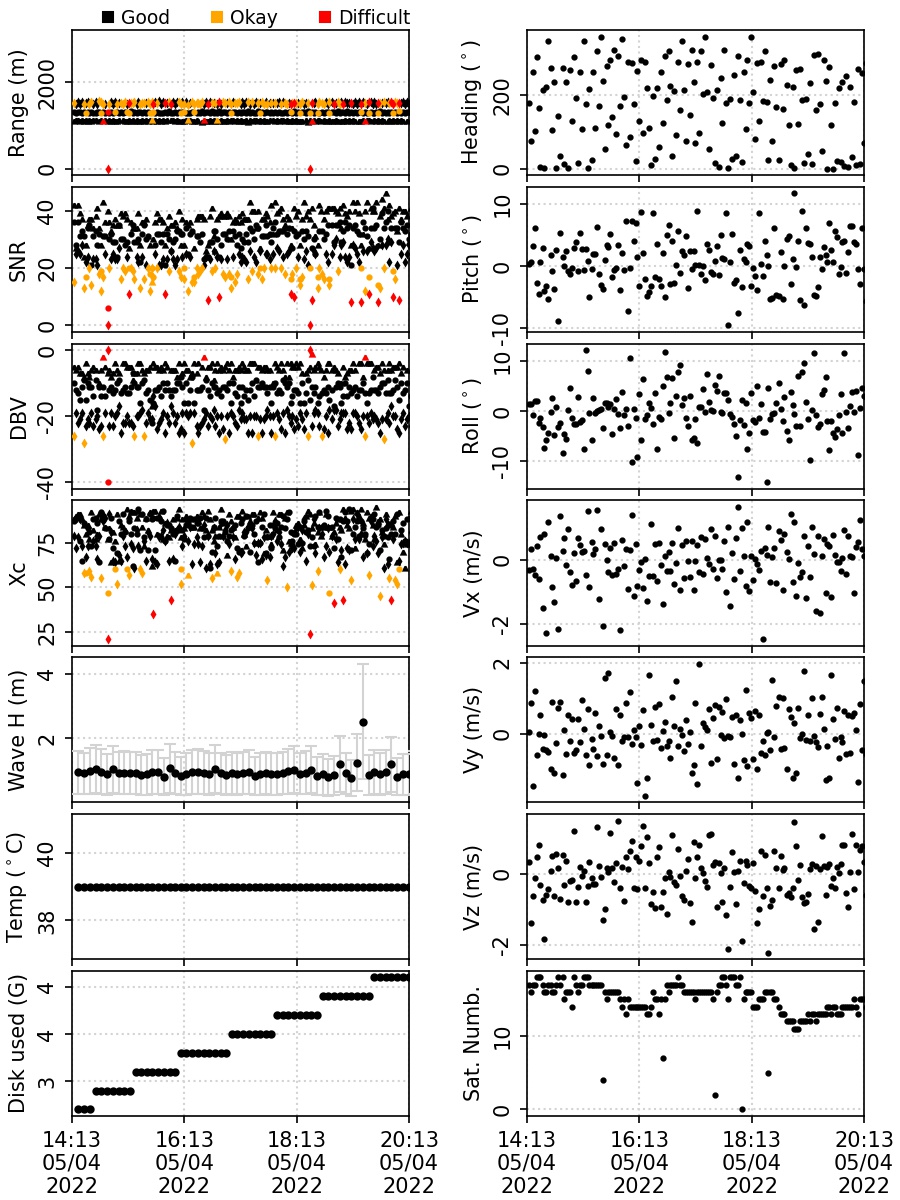 Good Okay Difficult
Range (m)
2000
0
Heading (°)
200
0
SNR
40
20
0
Pitch (°)
10
0
-10
DBV
0
-20
-40
Roll (°)
10
0
-10
Xc
75
50
25
Vx (m/s)
0
-2
Wave H (m)
4
2
Vy (m/s)
2
0
Temp (°C)
40
38
Vz (m/s)
0
-2
Disk used (G)
4
4
3
Sat. Numb.
10
0
14:13 16:13 18:13 20:13 14:13 16:13 18:13 20:13
05/04 05/04 05/04 05/04 05/04 05/04 05/04 05/04
2022 2022 2022 2022 2022 2022 2022 2022